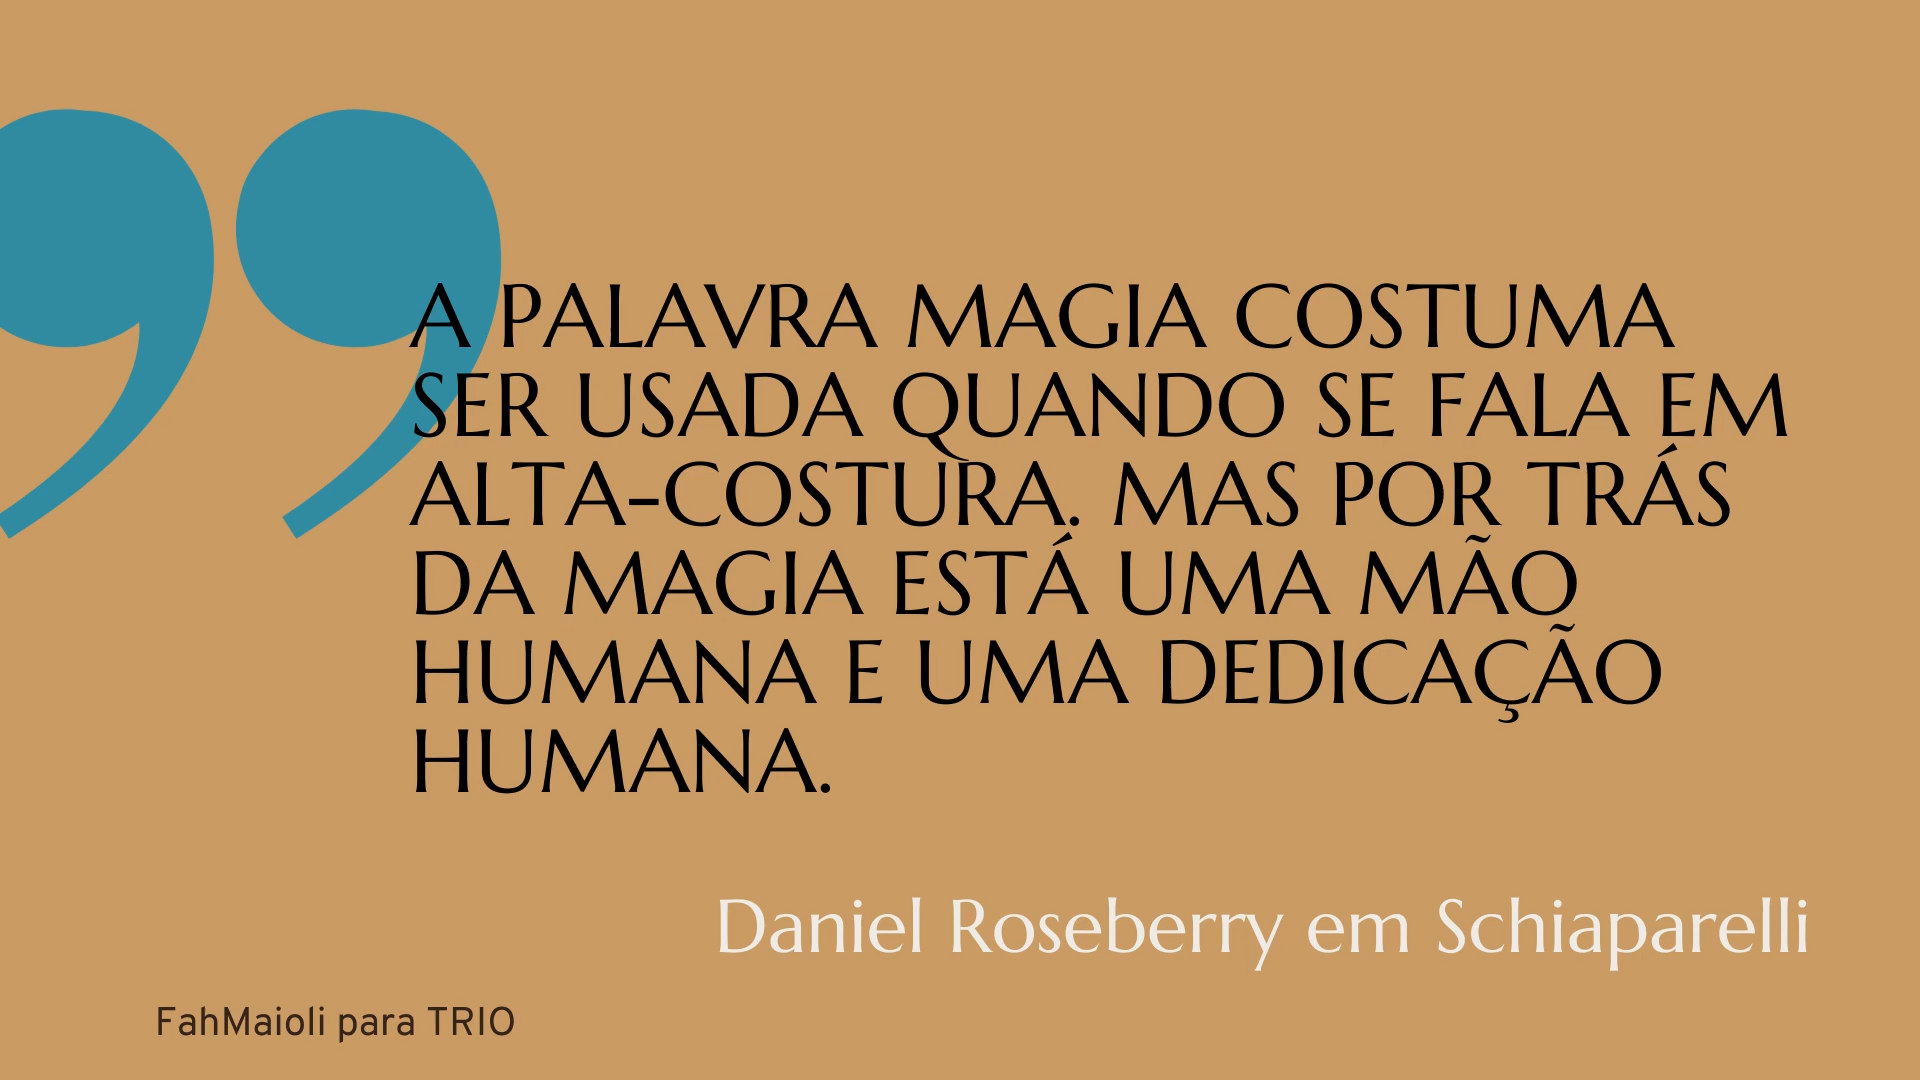 A PALAVRA MAGIA COSTUMA
SER USADA QUANDO SE FALA EM
ALTA-COSTURA. MAS POR TRÁS
DA MAGIA ESTÁ UMA MÃO
HUMANA E UMA DEDICAÇÃO
HUMANA.
Daniel Roseberry em Schiaparelli
FahMaioli para TRIO